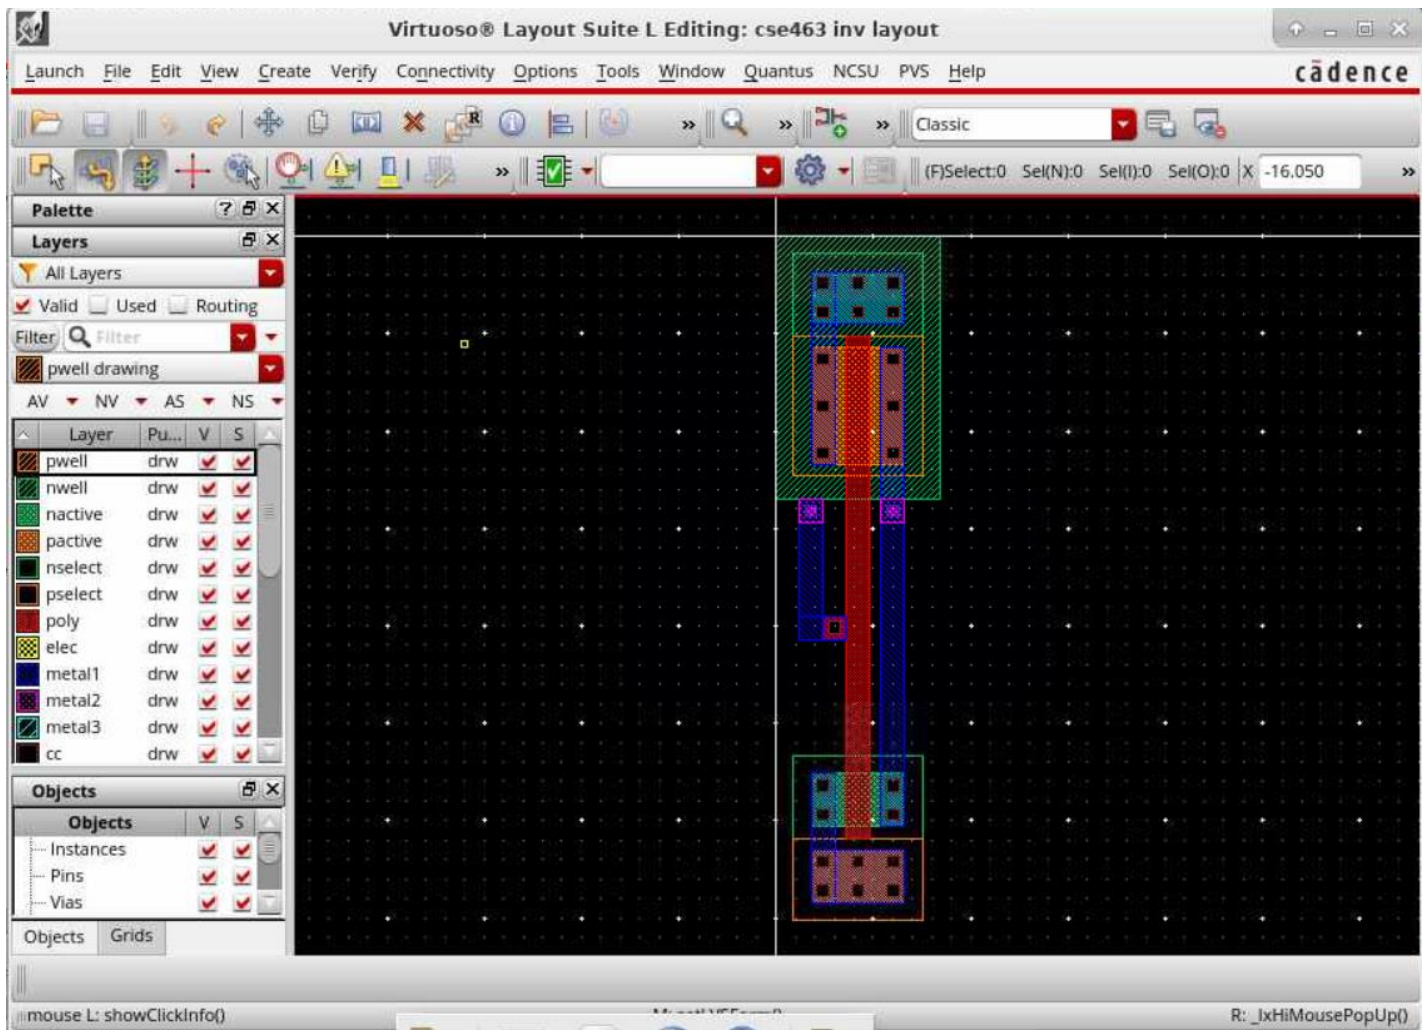 Virtuoso® Layout Suite L Editing: cse463 inv layout
Launch File Edit View Create Verify Connectivity Options Tools Window Quantus NCSU PVS Help cādence
R » » » Classic
» (F)Select:0 Sel(N):0 Sel(I):0 Sel(O):0 X -16.050 »
Palette ?
Layers
All Layers
Valid Used Routing
Filter Filter
pwell drawing
AV NV AS NS
Layer Pu... V S
pwell drw
nwell drw
nactive drw
pactive drw
nselect drw
pselect drw
poly drw
elec drw
metal1 drw
metal2 drw
metal3 drw
cc drw
Objects
Objects V S
Instances
Pins
Vias
Objects Grids
mouse L: showClickInfo() R: _lxHiMousePopUp()